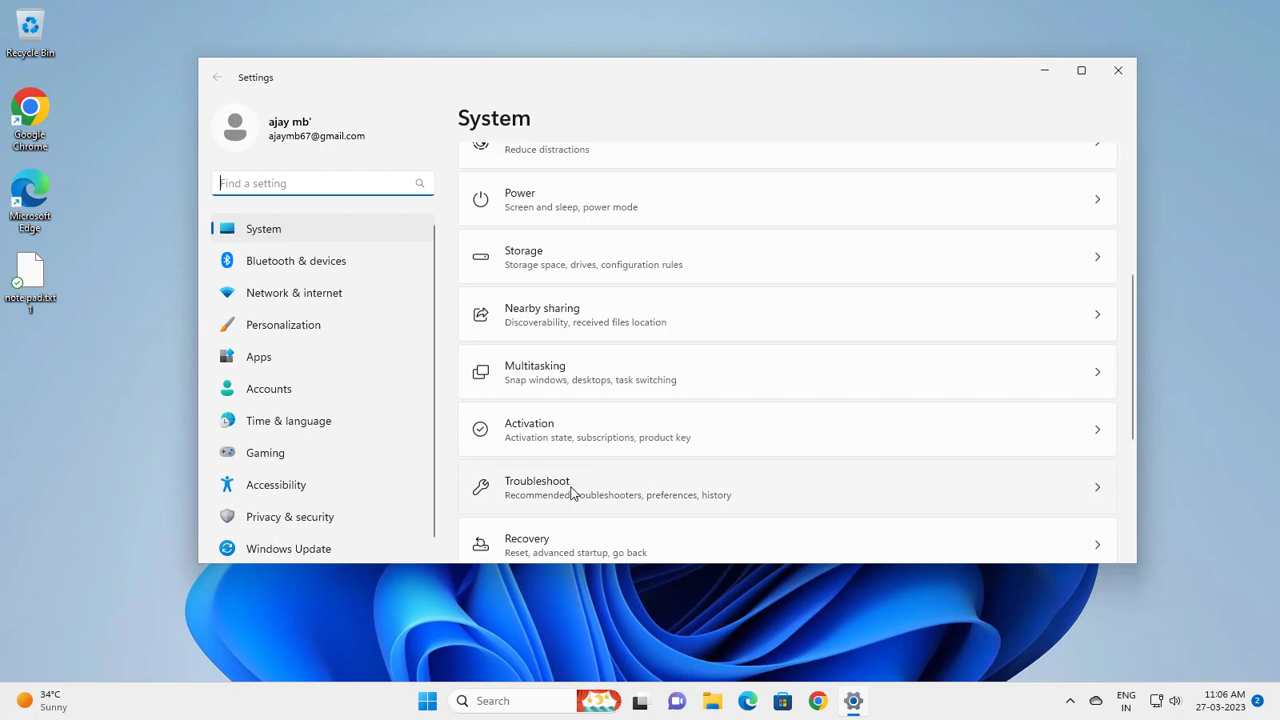 Recycle Bin
Google
Chrome
Microsoft
Edge
note pad.txt
Settings
ajay mb'
ajaymb67@gmail.com
Find a setting
System
Bluetooth & devices
Network & internet
Personalization
Apps
Accounts
Time & language
Gaming
Accessibility
Privacy & security
Windows Update
System
Reduce distractions
Power
Screen and sleep, power mode
Storage
Storage space, drives, configuration rules
Nearby sharing
Discoverability, received files location
Multitasking
Snap windows, desktops, task switching
Activation
Activation state, subscriptions, product key
Troubleshoot
Recommended troubleshooters, preferences, history
Recovery
Reset, advanced startup, go back
34°C
Sunny
Search
ENG
IN
11:06 AM
27-03-2023
2